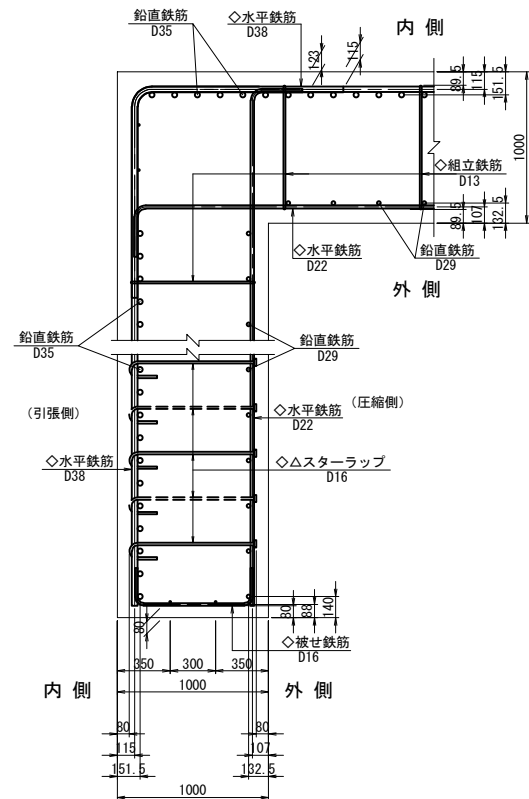 鉛直鉄筋
D35
◇水平鉄筋
D38
内 側
123
115
89.5
115
151.5
1000
◇組立鉄筋
D13
◇水平鉄筋
D22
鉛直鉄筋
D29
89.5
107
132.5
外 側
鉛直鉄筋
D35
鉛直鉄筋
D29
(引張側)
◇水平鉄筋
D22
(圧縮側)
◇水平鉄筋
D38
◇△スターラップ
D16
80
88
140
80
◇被せ鉄筋
D16
350
300
350
内 側
1000
外 側
80
80
115
107
151.5
132.5
1000